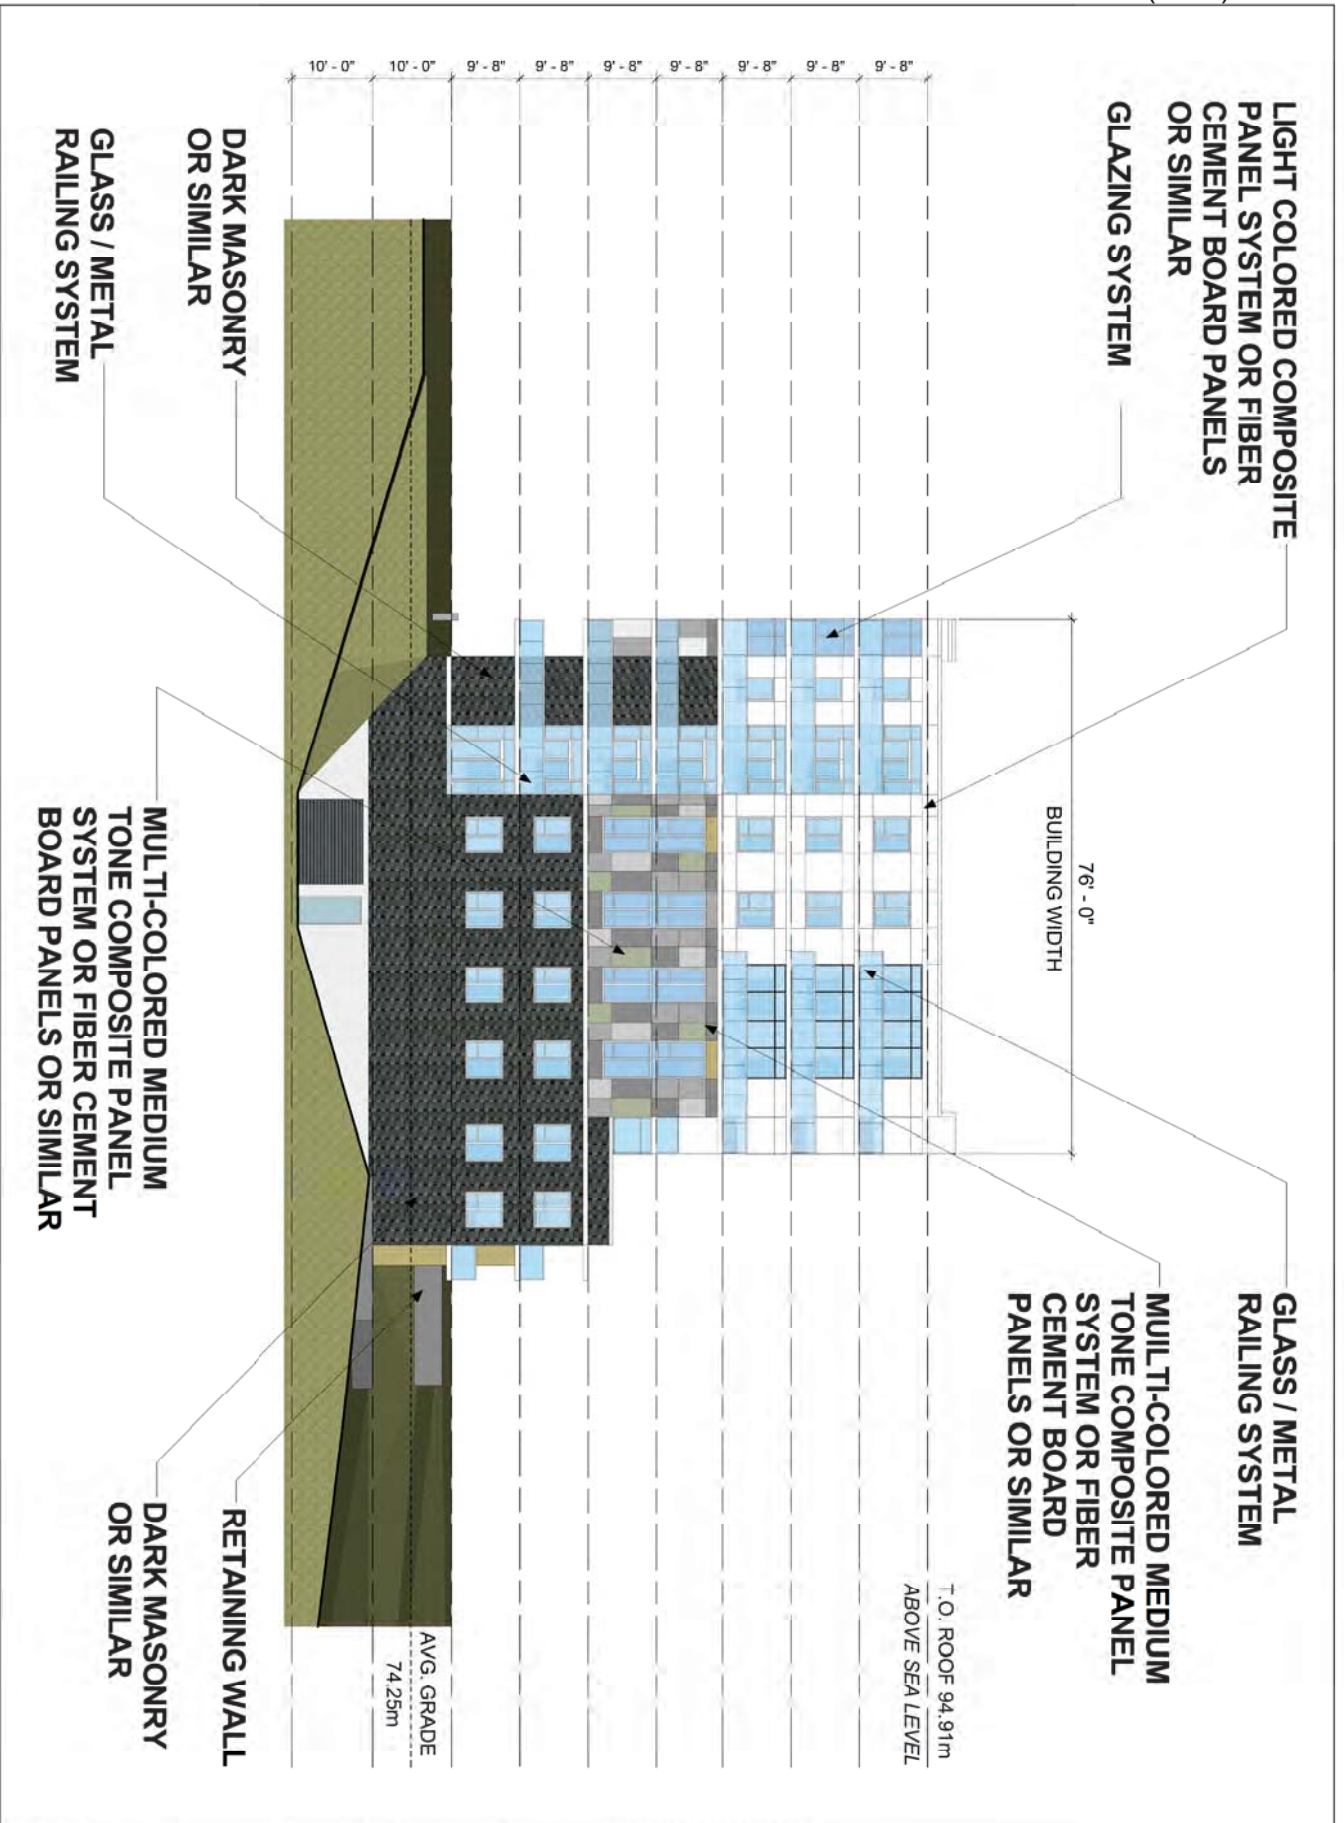 LIGHT COLORED COMPOSITE
PANEL SYSTEM OR FIBER
CEMENT BOARD PANELS
OR SIMILAR
GLAZING SYSTEM
DARK MASONRY
OR SIMILAR
GLASS / METAL
RAILING SYSTEM
9' - 8"
9' - 8"
9' - 8"
9' - 8"
9' - 8"
9' - 8"
9' - 8"
10' - 0"
10' - 0"
76' - 0"
BUILDING WIDTH
MULTI-COLORED MEDIUM
TONE COMPOSITE PANEL
SYSTEM OR FIBER CEMENT
BOARD PANELS OR SIMILAR
GLASS / METAL
RAILING SYSTEM
MUILTI-COLORED MEDIUM
TONE COMPOSITE PANEL
SYSTEM OR FIBER
CEMENT BOARD
PANELS OR SIMILAR
T.O. ROOF 94.91m
ABOVE SEA LEVEL
AVG. GRADE
74.25m
RETAINING WALL
DARK MASONRY
OR SIMILAR